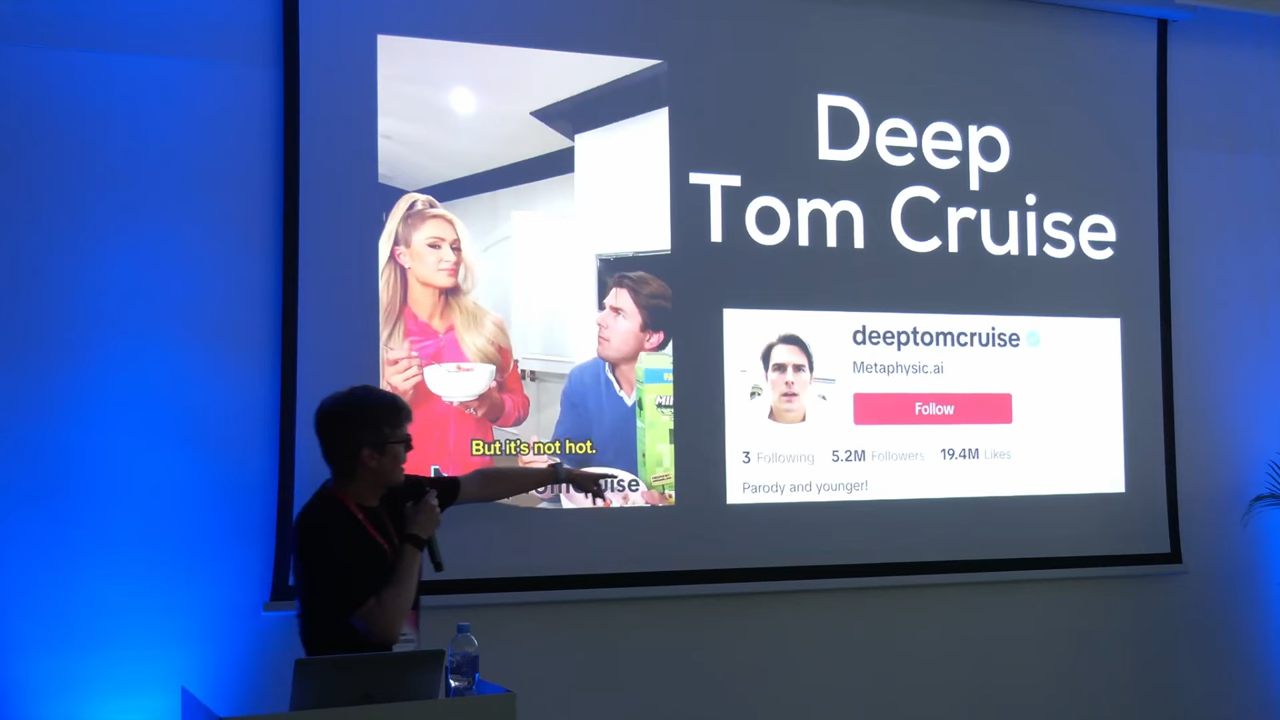 Deep
Tom Cruise
But it's not hot.
deeptomcruise
Metaphysic.ai
Follow
3 Following 5.2M Followers 19.4M Likes
Parody and younger!